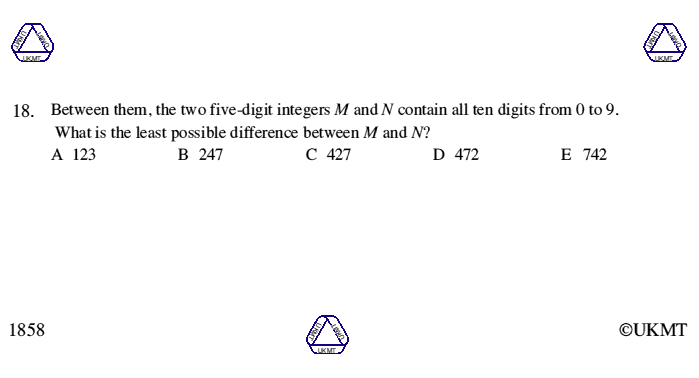 UKMT UKMT UKMT
UKMT UKMT UKMT
18. Between them, the two five-digit integers M and N contain all ten digits from 0 to 9.
What is the least possible difference between M and N?
A 123 B 247 C 427 D 472 E 742
1858
UKMT UKMT UKMT
©UKMT